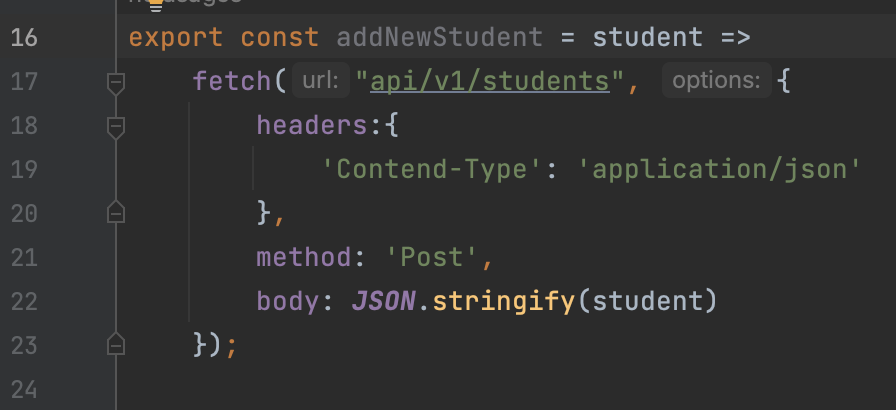 16 export const addNewStudent = student =>
17 fetch( url: "api/v1/students", options: {
18 headers:{
19 'Contend-Type': 'application/json'
20 },
21 method: 'Post',
22 body: JSON.stringify(student)
23 });
24